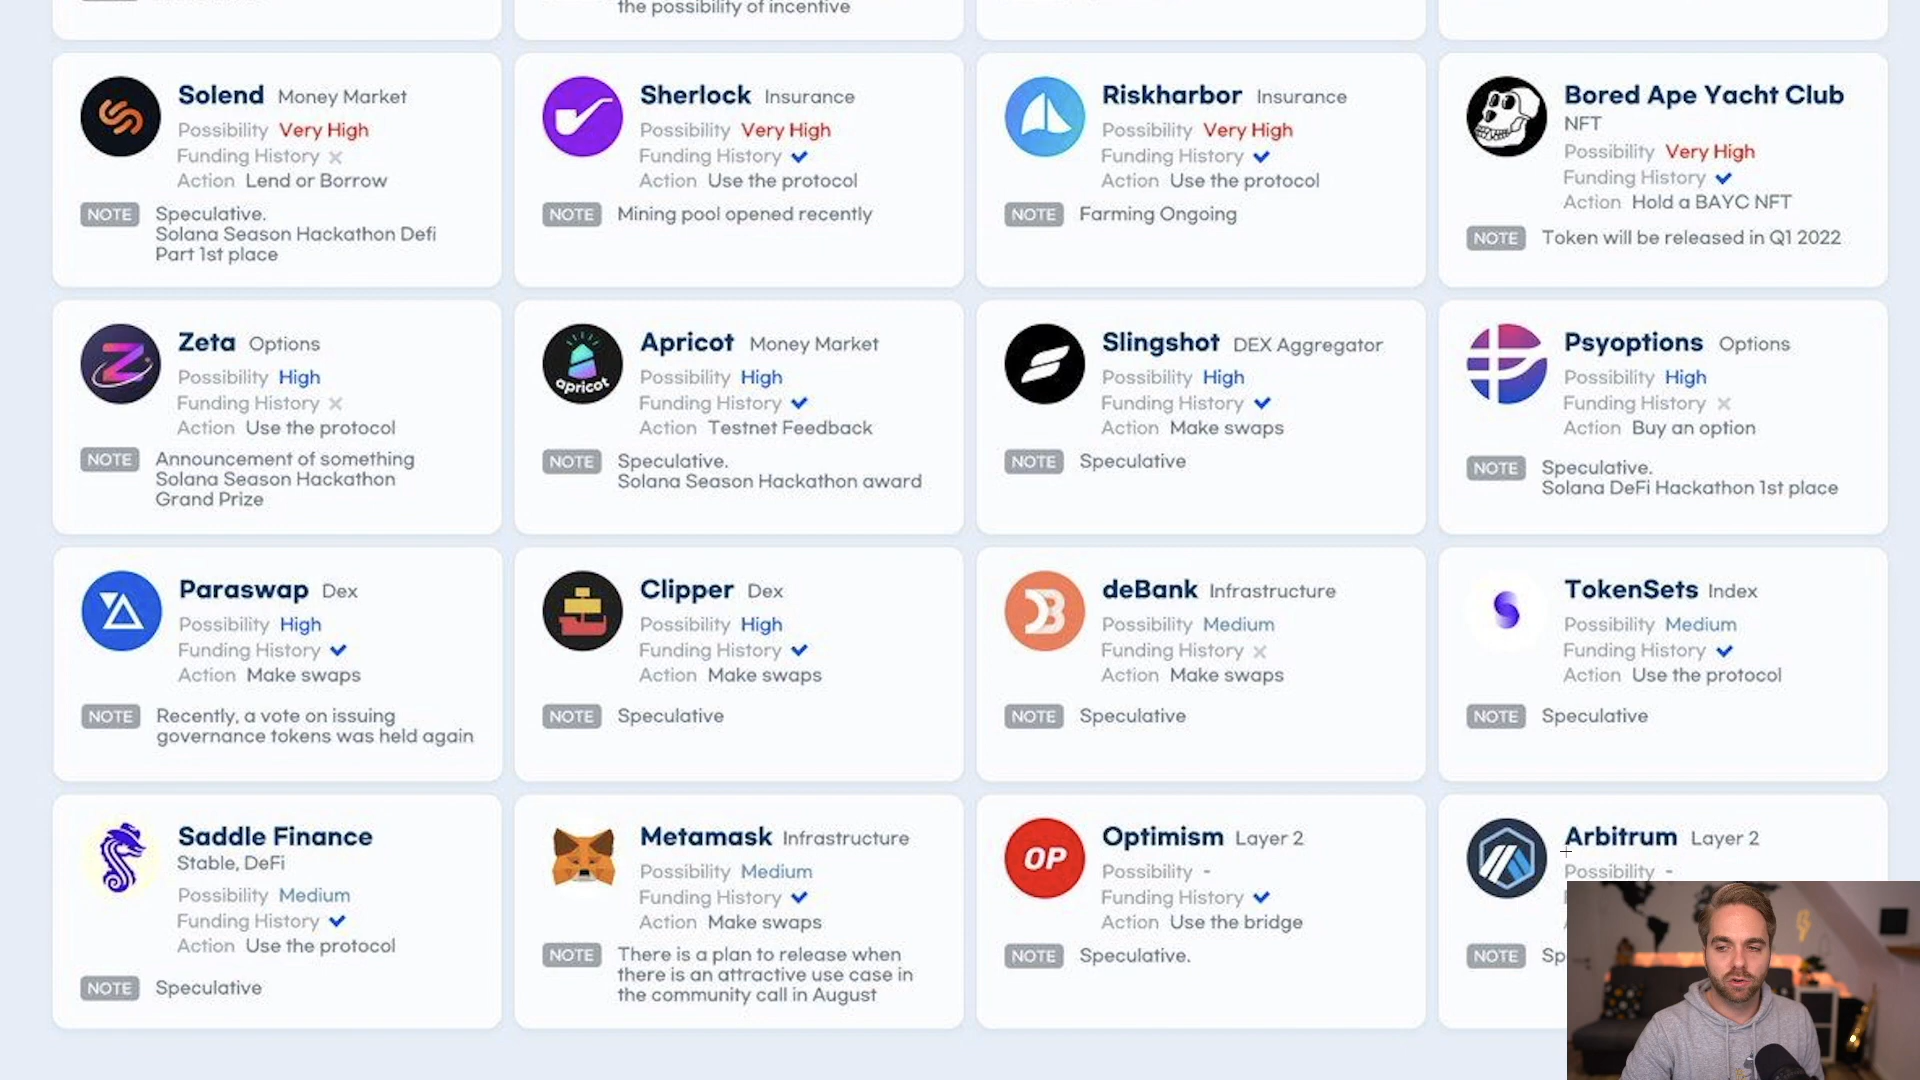 the possibility of incentive
Solend Money Market
Possibility Very High
Funding History
Action Lend or Borrow
NOTE Speculative.
Solana Season Hackathon Defi
Part 1st place
Sherlock Insurance
Possibility Very High
Funding History
Action Use the protocol
NOTE Mining pool opened recently
Riskharbor Insurance
Possibility Very High
Funding History
Action Use the protocol
NOTE Farming Ongoing
Bored Ape Yacht Club
NFT
Possibility Very High
Funding History
Action Hold a BAYC NFT
NOTE Token will be released in Q1 2022
Zeta Options
Possibility High
Funding History
Action Use the protocol
NOTE Announcement of something
Solana Season Hackathon
Grand Prize
apricot
Apricot Money Market
Possibility High
Funding History
Action Testnet Feedback
NOTE Speculative.
Solana Season Hackathon award
Slingshot DEX Aggregator
Possibility High
Funding History
Action Make swaps
NOTE Speculative
Psyoptions Options
Possibility High
Funding History
Action Buy an option
NOTE Speculative.
Solana DeFi Hackathon 1st place
Paraswap Dex
Possibility High
Funding History
Action Make swaps
NOTE Recently, a vote on issuing
governance tokens was held again
Clipper Dex
Possibility High
Funding History
Action Make swaps
NOTE Speculative
deBank Infrastructure
Possibility Medium
Funding History
Action Make swaps
NOTE Speculative
TokenSets Index
Possibility Medium
Funding History
Action Use the protocol
NOTE Speculative
Saddle Finance
Stable, DeFi
Possibility Medium
Funding History
Action Use the protocol
NOTE Speculative
Metamask Infrastructure
Possibility Medium
Funding History
Action Make swaps
NOTE There is a plan to release when
there is an attractive use case in
the community call in August
OP
Optimism Layer 2
Possibility -
Funding History
Action Use the bridge
NOTE Speculative.
Arbitrum Layer 2
Possibility -
NOTE Sp